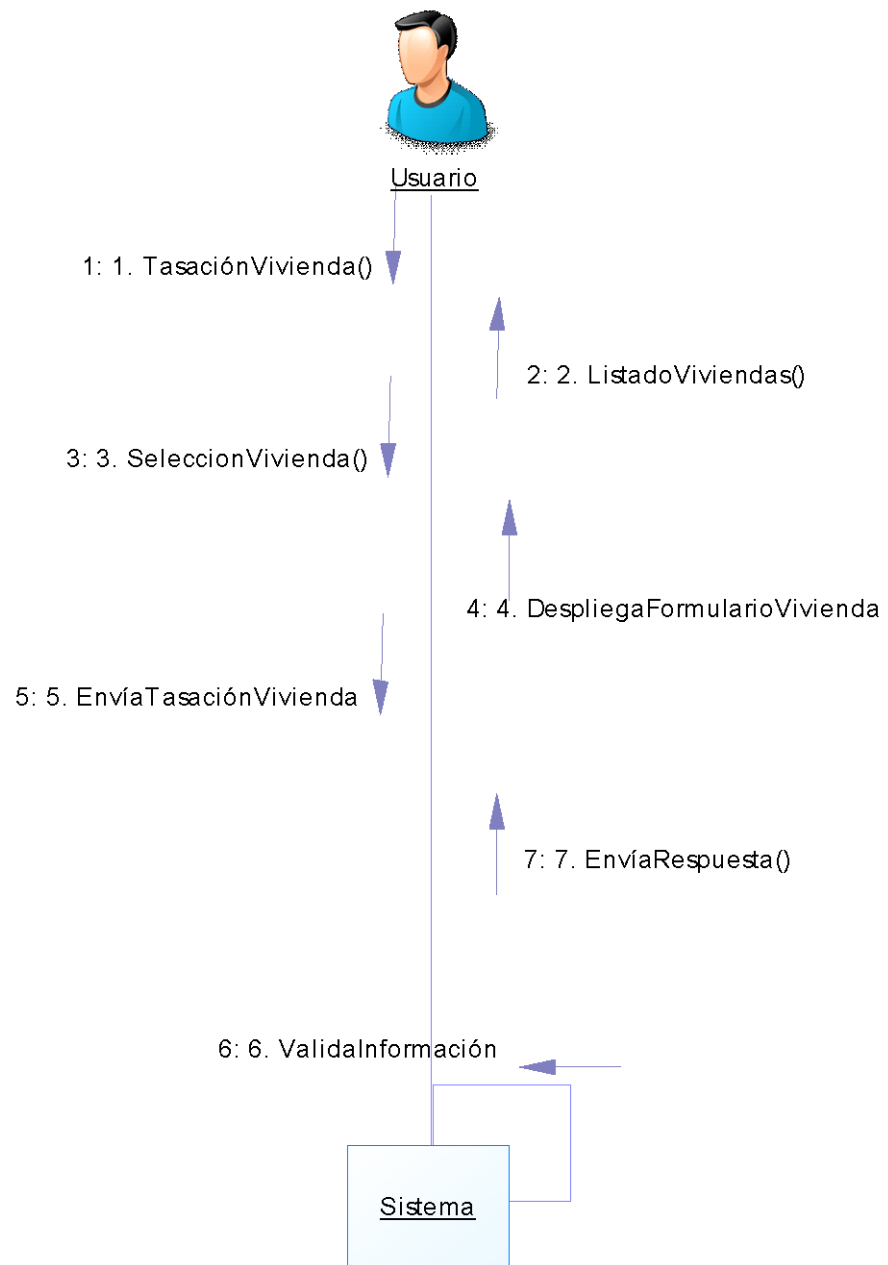 Usuario
1: 1. TasaciónVivienda()
2: 2. ListadoViviendas()
3: 3. SeleccionVivienda()
4: 4. DespliegaFormularioVivienda
5: 5. EnvíaTasaciónVivienda
7: 7. EnvíaRespuesta()
6: 6. ValidaInformación
Sistema